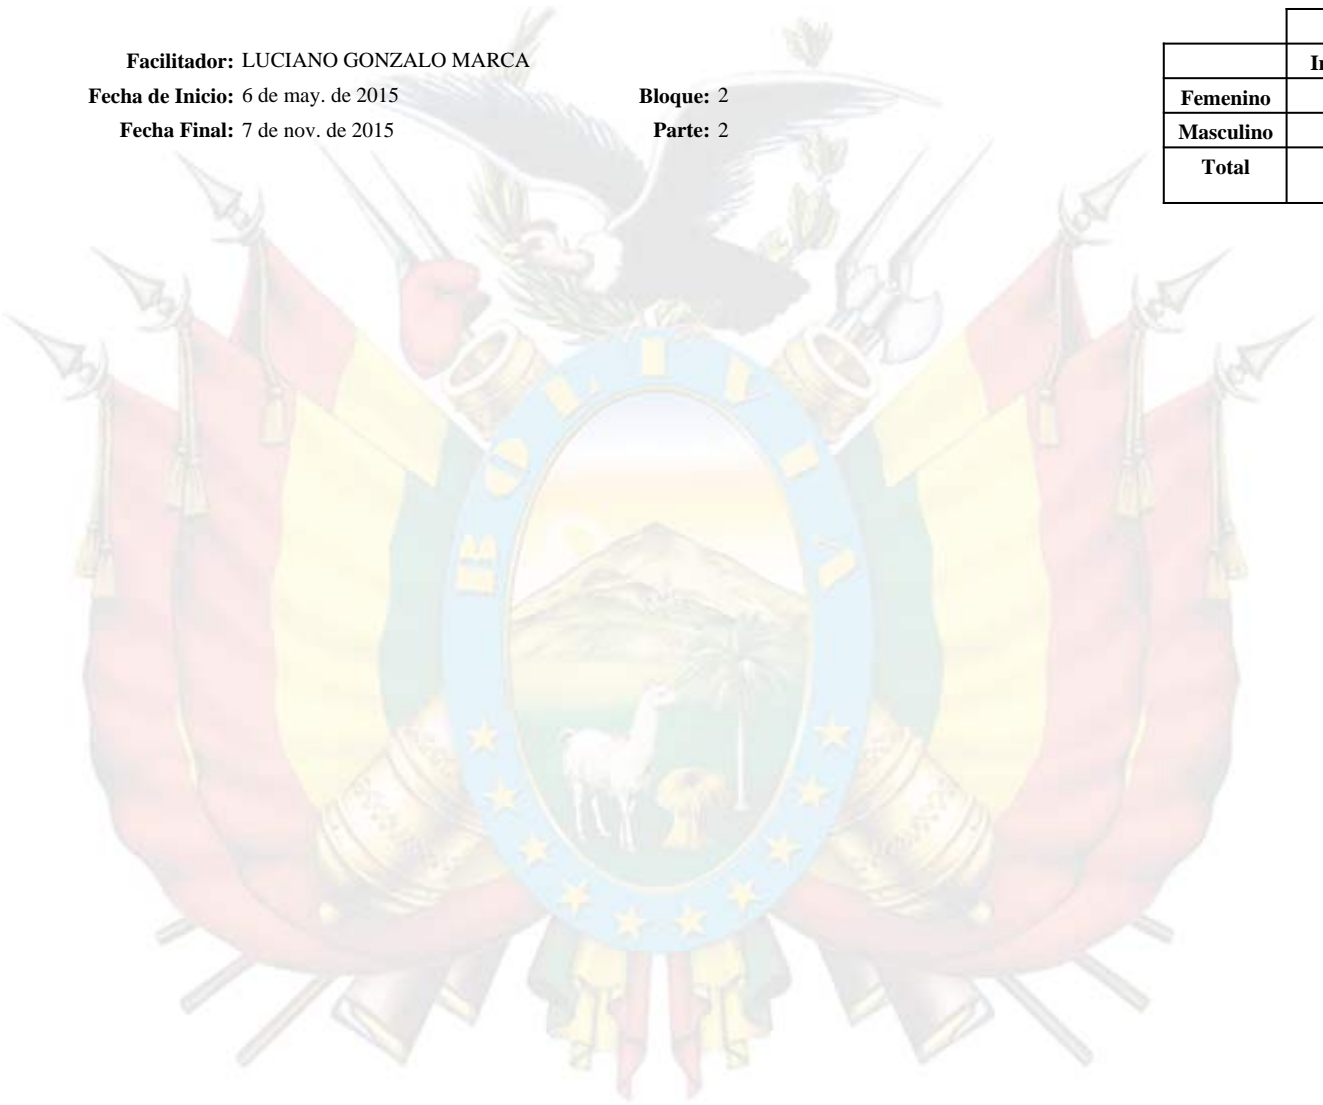 Facilitador: LUCIANO GONZALO MARCA
Fecha de Inicio: 6 de may. de 2015 Bloque: 2
Fecha Final: 7 de nov. de 2015 Parte: 2
Femenino
Masculino
Total
BOLIVIA